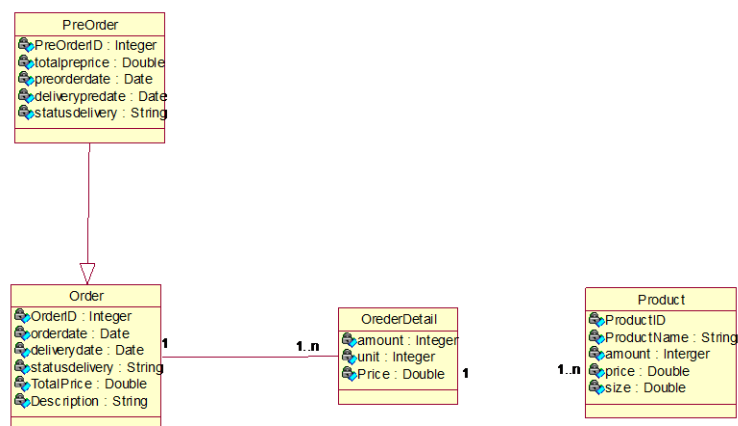 PreOrder
PreOrderID : Integer
totalpreprice : Double
preorderdate : Date
deliverypredate : Date
statusdelivery : String
Order
OrderID : Integer
orderdate : Date
deliverydate : Date
statusdelivery : String
TotalPrice : Double
Description : String
1
1..n
OrederDetail
amount : Integer
unit : Integer
Price : Double
1
1..n
Product
ProductID
ProductName : String
amount : Interger
price : Double
size : Double